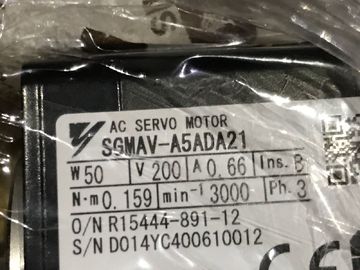 AC SERVO MOTOR
SGMAV-A5ADA21
W 50 V 200 A 0.66 Ins. B
N·m 0.159 min-1 3000 Ph. 3
O/N R15444-891-12
S/N D014YC400610012
CE